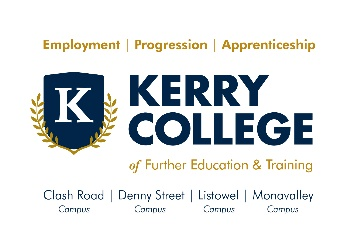 Employment | Progression | Apprenticeship
K
KERRY
COLLEGE
of Further Education & Training
Clash Road | Denny Street | Listowel | Monavalley
Campus Campus Campus Campus